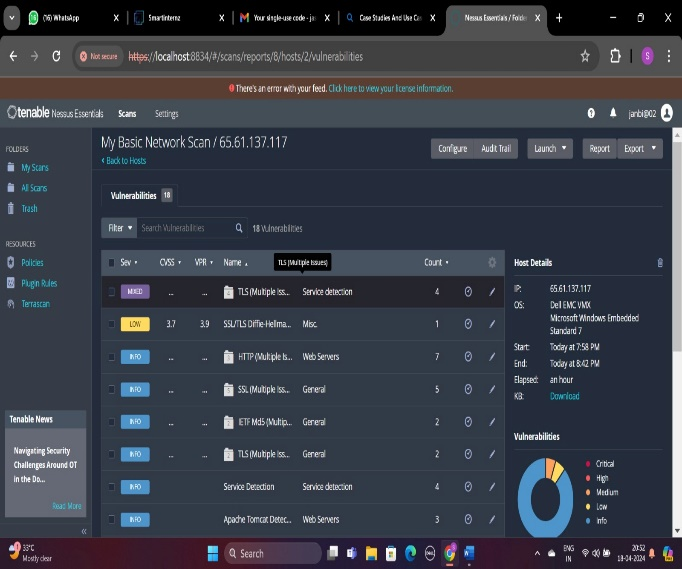 (16) WhatsApp
Smartinternz
Your single-use code - ja
Case Studies And Use Cas
Nessus Essentials / Folder
Not secure
https://localhost:8834/#/scans/reports/8/hosts/2/vulnerabilities
S
There's an error with your feed. Click here to view your license information.
tenable Nessus Essentials
Scans
Settings
janbi@02
FOLDERS
My Scans
All Scans
Trash
RESOURCES
Policies
Plugin Rules
Terrascan
Tenable News
Navigating Security
Challenges Around OT
in the Do...
Read More
My Basic Network Scan / 65.61.137.117
< Back to Hosts
Configure
Audit Trail
Launch
Report
Export
Vulnerabilities 18
Filter
Search Vulnerabilities
18 Vulnerabilities
Sev CVSS VPR Name TLS (Multiple Issues) Count
MIXED ... ... TLS (Multiple Iss... Service detection 4
LOW 3.7 3.9 SSL/TLS Diffie-Hellma... Misc. 1
INFO ... ... HTTP (Multiple Is... Web Servers 7
INFO ... ... SSL (Multiple Iss... General 5
INFO ... ... IETF Md5 (Multip... General 2
INFO ... ... TLS (Multiple Iss... General 2
INFO Service Detection Service detection 4
INFO Apache Tomcat Detec... Web Servers 3
Host Details
IP: 65.61.137.117
OS: Dell EMC VMX
Microsoft Windows Embedded
Standard 7
Start: Today at 7:58 PM
End: Today at 8:42 PM
Elapsed: an hour
KB: Download
Vulnerabilities
Critical
High
Medium
Low
Info
33°C
Mostly clear
Search
ENG
IN
20:52
18-04-2024